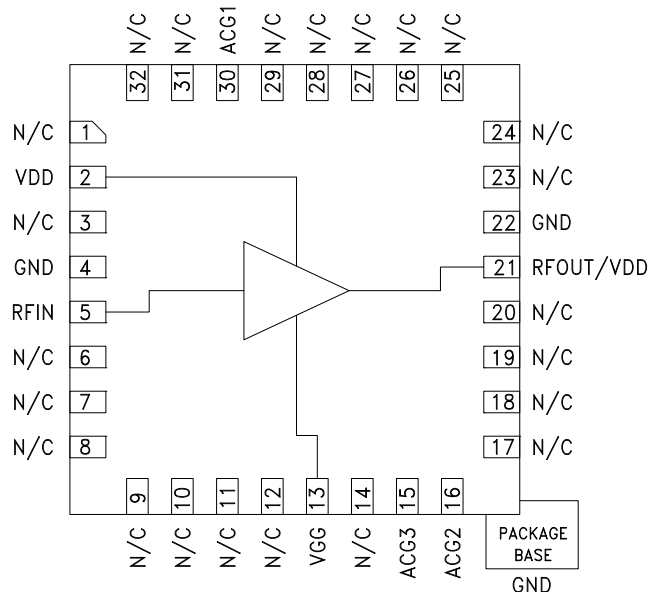 N/C N/C ACG1 N/C N/C N/C N/C N/C
32 31 30 29 28 27 26 25
N/C 1
VDD 2
N/C 3
GND 4
RFIN 5
N/C 6
N/C 7
N/C 8
24 N/C
23 N/C
22 GND
21 RFOUT/VDD
20 N/C
19 N/C
18 N/C
17 N/C
9 10 11 12 13 14 15 16
N/C N/C N/C N/C VGG N/C ACG3 ACG2
PACKAGE
BASE
GND